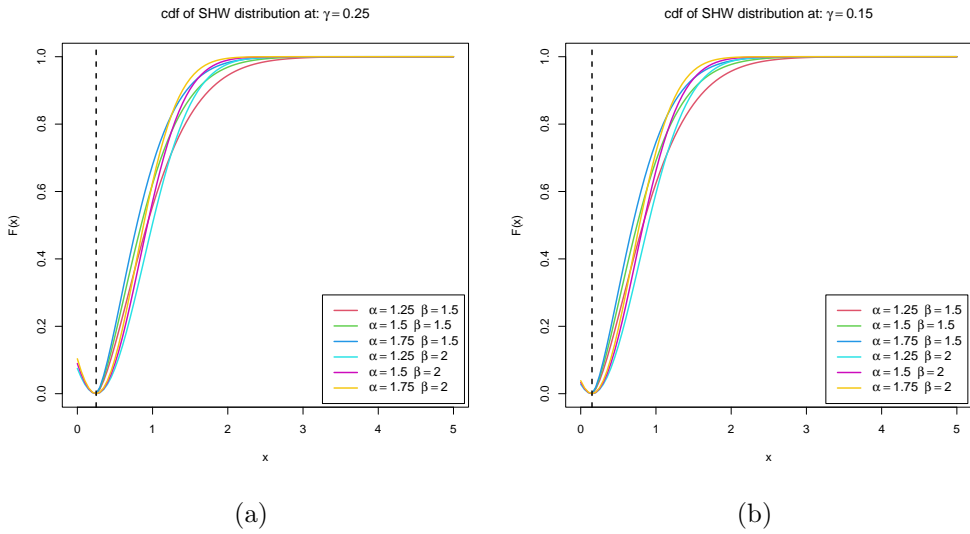 cdf of SHW distribution at: γ = 0.25
F(x)
1.0
0.8
0.6
0.4
0.2
0.0
α = 1.25 β = 1.5
α = 1.5 β = 1.5
α = 1.75 β = 1.5
α = 1.25 β = 2
α = 1.5 β = 2
α = 1.75 β = 2
0 1 2 3 4 5
x
(a)
cdf of SHW distribution at: γ = 0.15
F(x)
1.0
0.8
0.6
0.4
0.2
0.0
α = 1.25 β = 1.5
α = 1.5 β = 1.5
α = 1.75 β = 1.5
α = 1.25 β = 2
α = 1.5 β = 2
α = 1.75 β = 2
0 1 2 3 4 5
x
(b)